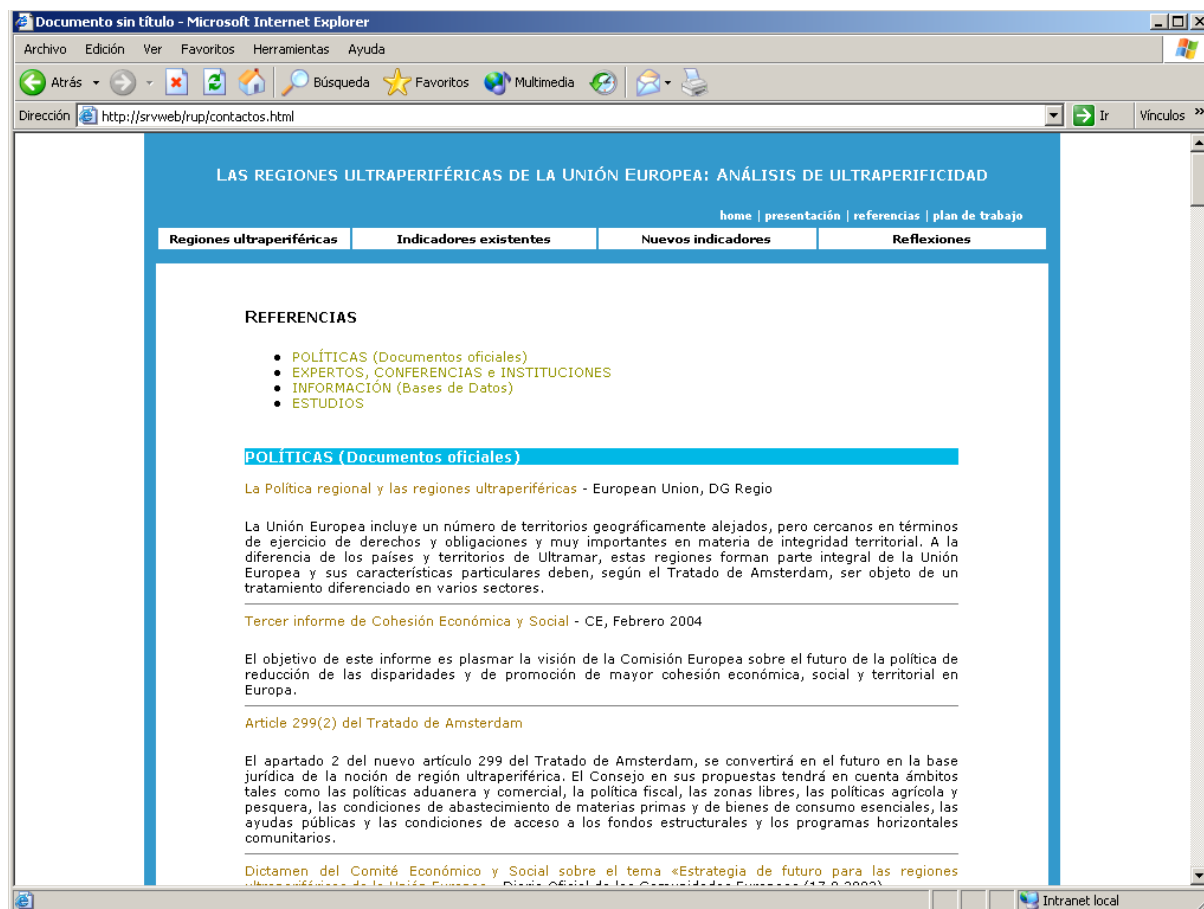 Documento sin título - Microsoft Internet Explorer
Archivo Edición Ver Favoritos Herramientas Ayuda
Atrás Búsqueda Favoritos Multimedia
Dirección http://srvweb/rup/contactos.html Ir Vínculos »
LAS REGIONES ULTRAPERIFÉRICAS DE LA UNIÓN EUROPEA: ANÁLISIS DE ULTRAPERIFICIDAD
home | presentación | referencias | plan de trabajo
Regiones ultraperiféricas Indicadores existentes Nuevos indicadores Reflexiones
REFERENCIAS
• POLÍTICAS (Documentos oficiales)
• EXPERTOS, CONFERENCIAS e INSTITUCIONES
• INFORMACIÓN (Bases de Datos)
• ESTUDIOS
POLÍTICAS (Documentos oficiales)
La Política regional y las regiones ultraperiféricas - European Union, DG Regio
La Unión Europea incluye un número de territorios geográficamente alejados, pero cercanos en términos
de ejercicio de derechos y obligaciones y muy importantes en materia de integridad territorial. A la
diferencia de los países y territorios de Ultramar, estas regiones forman parte integral de la Unión
Europea y sus características particulares deben, según el Tratado de Amsterdam, ser objeto de un
tratamiento diferenciado en varios sectores.
Tercer informe de Cohesión Económica y Social - CE, Febrero 2004
El objetivo de este informe es plasmar la visión de la Comisión Europea sobre el futuro de la política de
reducción de las disparidades y de promoción de mayor cohesión económica, social y territorial en
Europa.
Article 299(2) del Tratado de Amsterdam
El apartado 2 del nuevo artículo 299 del Tratado de Amsterdam, se convertirá en el futuro en la base
jurídica de la noción de región ultraperiférica. El Consejo en sus propuestas tendrá en cuenta ámbitos
tales como las políticas aduanera y comercial, la política fiscal, las zonas libres, las políticas agrícola y
pesquera, las condiciones de abastecimiento de materias primas y de bienes de consumo esenciales, las
ayudas públicas y las condiciones de acceso a los fondos estructurales y los programas horizontales
comunitarios.
Dictamen del Comité Económico y Social sobre el tema «Estrategia de futuro para las regiones
Intranet local